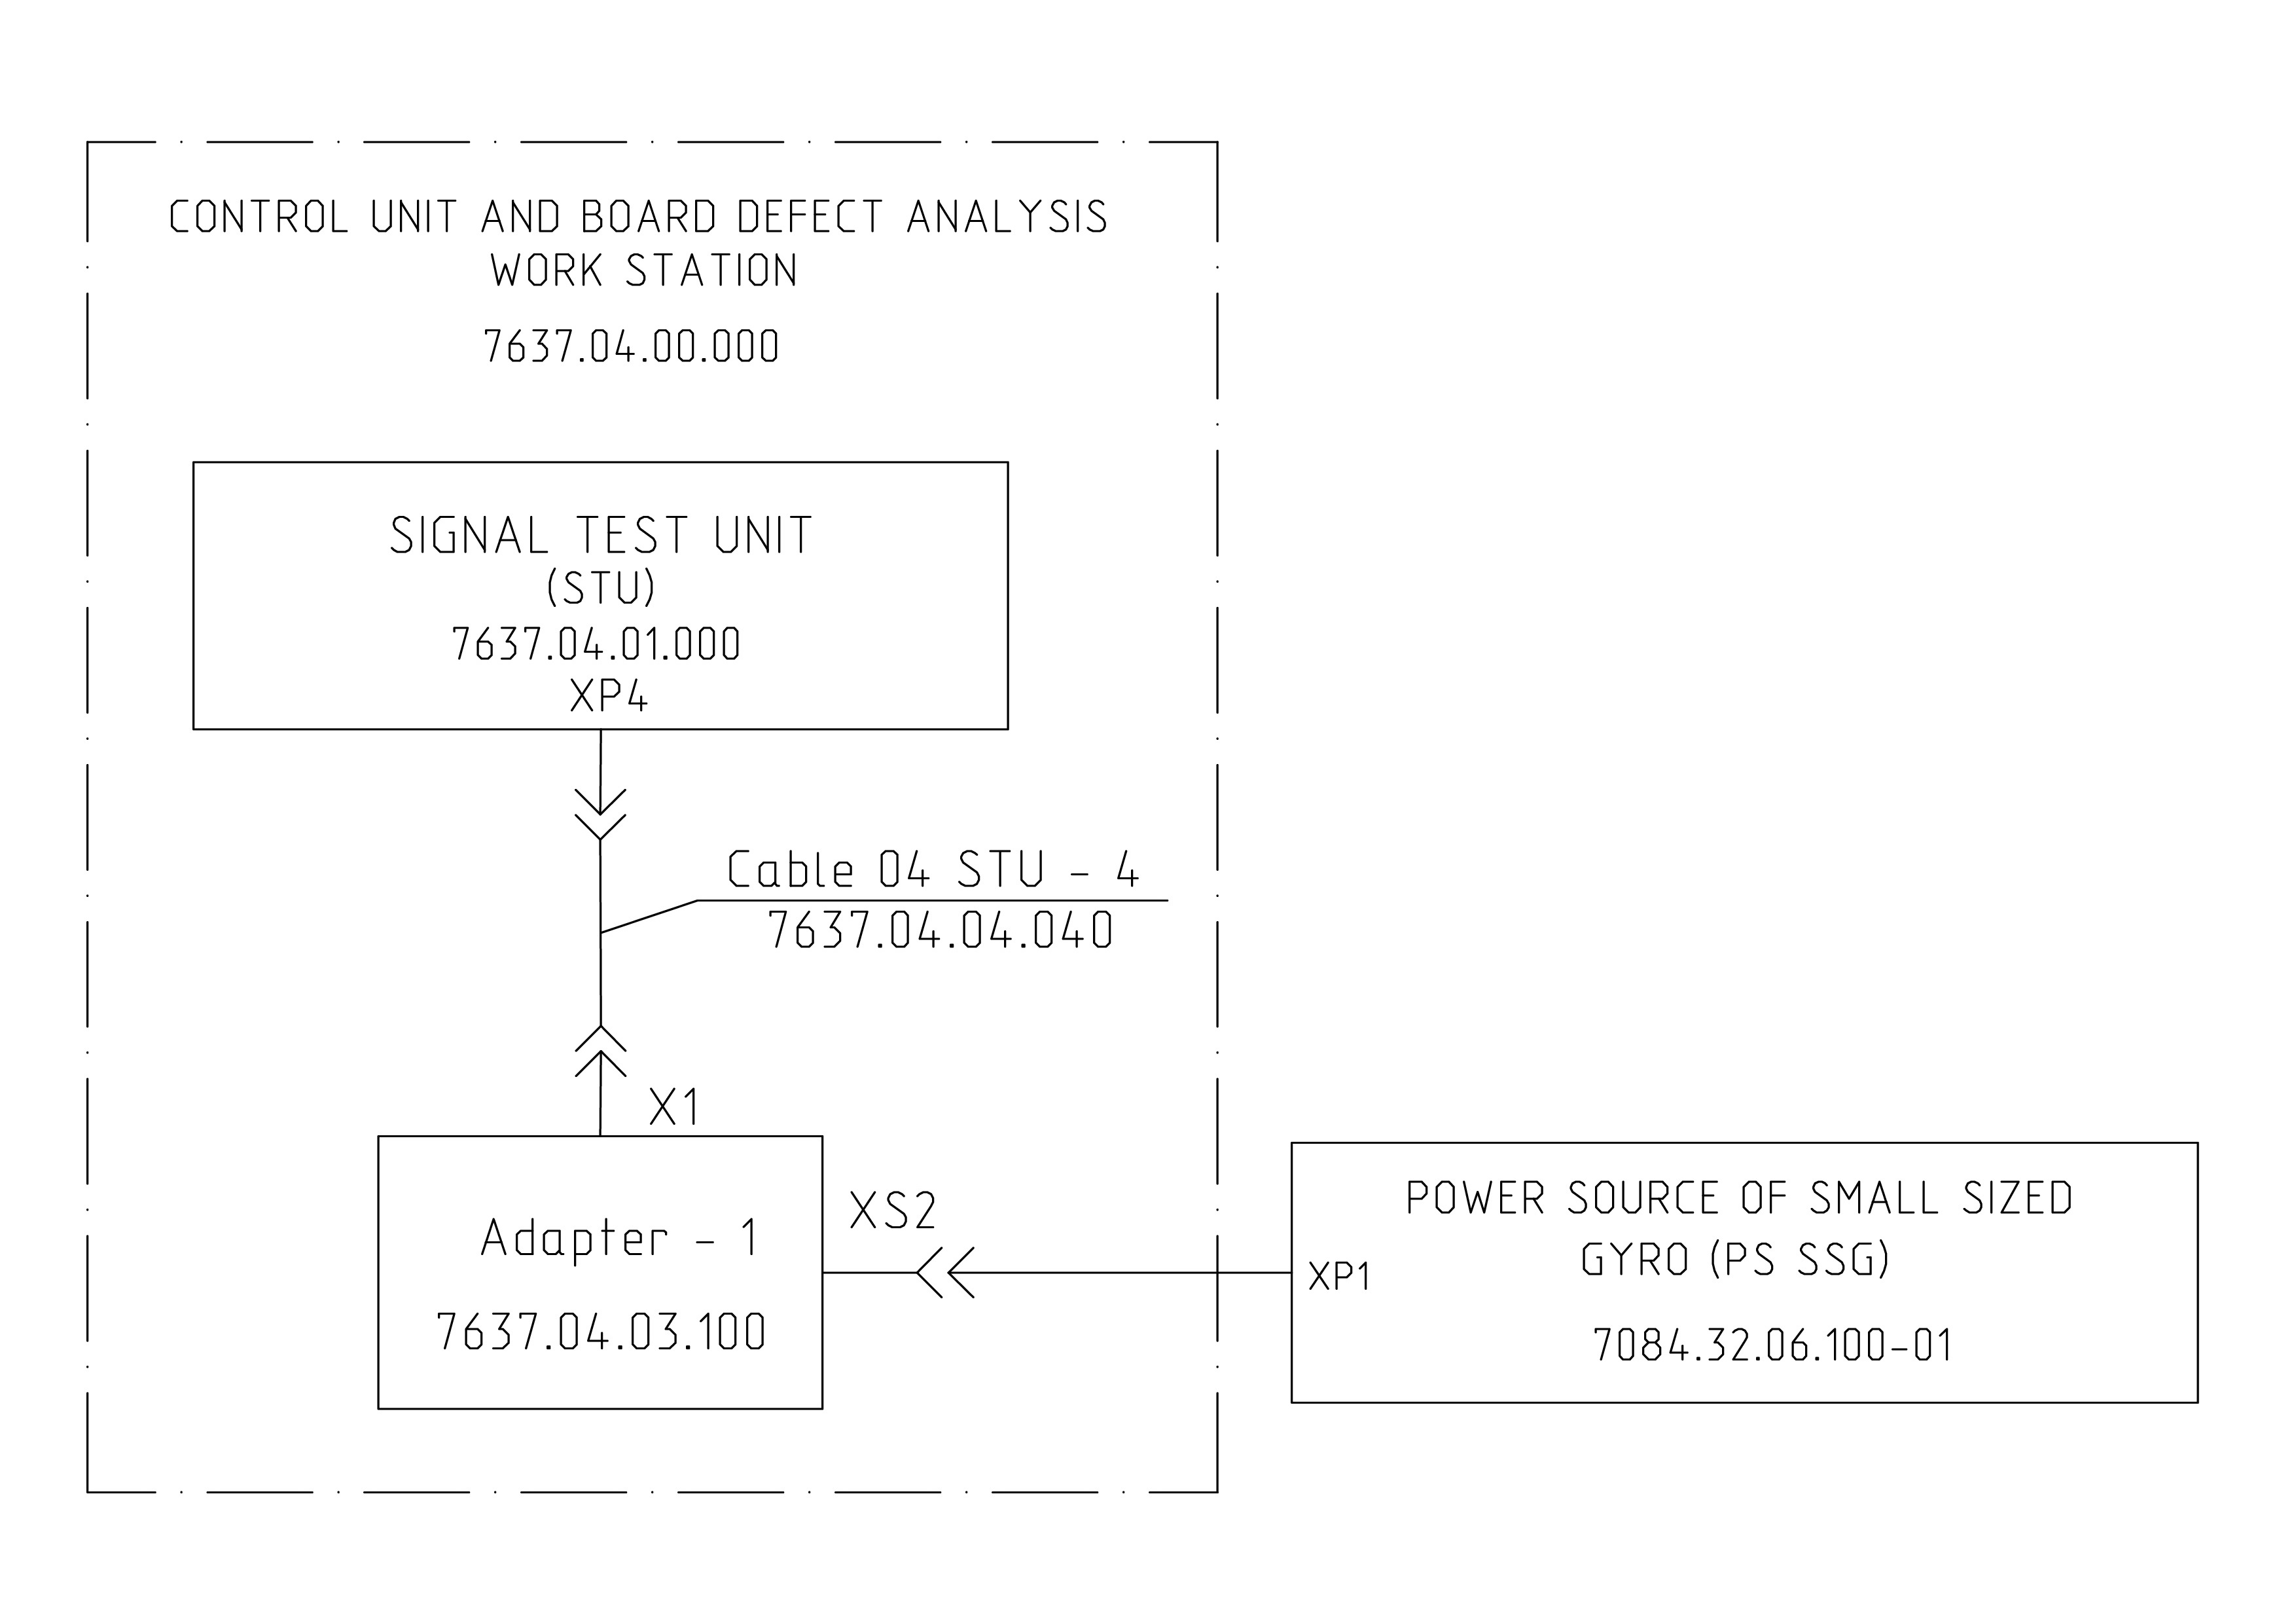 CONTROL UNIT AND BOARD DEFECT ANALYSIS
WORK STATION
7637.04.00.000
SIGNAL TEST UNIT
(STU)
7637.04.01.000
XP4
Cable 04 STU - 4
7637.04.04.040
X1
Adapter - 1
7637.04.03.100
XS2
XP1
POWER SOURCE OF SMALL SIZED
GYRO (PS SSG)
7084.32.06.100-01